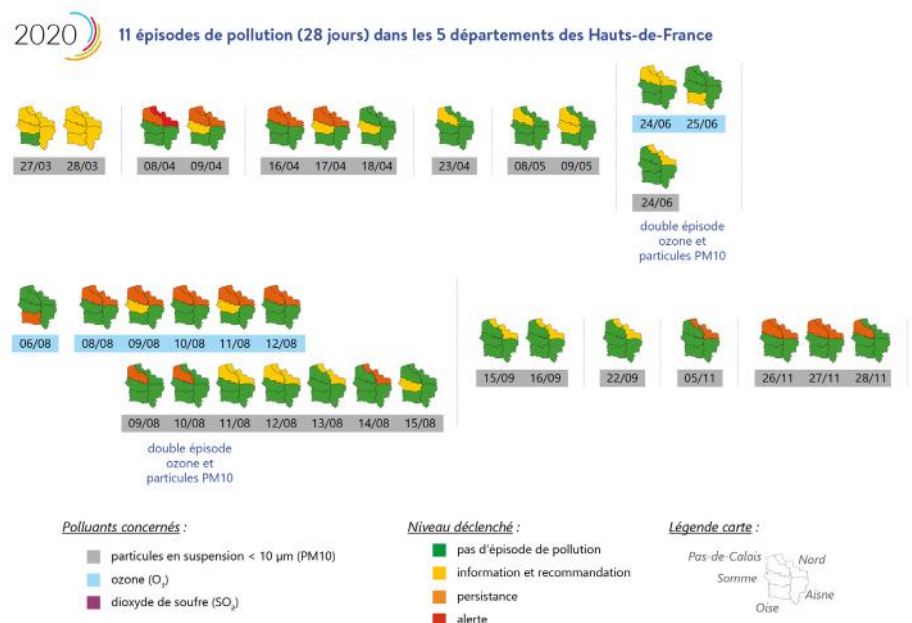 2020
11 épisodes de pollution (28 jours) dans les 5 départements des Hauts-de-France
27/03 28/03
08/04 09/04
16/04 17/04 18/04
23/04
08/05 09/05
24/06 25/06
24/06
double épisode
ozone et
particules PM10
06/08
08/08 09/08 10/08 11/08 12/08
09/08 10/08 11/08 12/08 13/08 14/08 15/08
double épisode
ozone et
particules PM10
15/09 16/09
22/09
05/11
26/11 27/11 28/11
Polluants concernés :
particules en suspension < 10 µm (PM10)
ozone (O₃)
dioxyde de soufre (SO₂)
Niveau déclenché :
pas d'épisode de pollution
information et recommandation
persistance
alerte
Légende carte :
Pas-de-Calais
Nord
Somme
Aisne
Oise